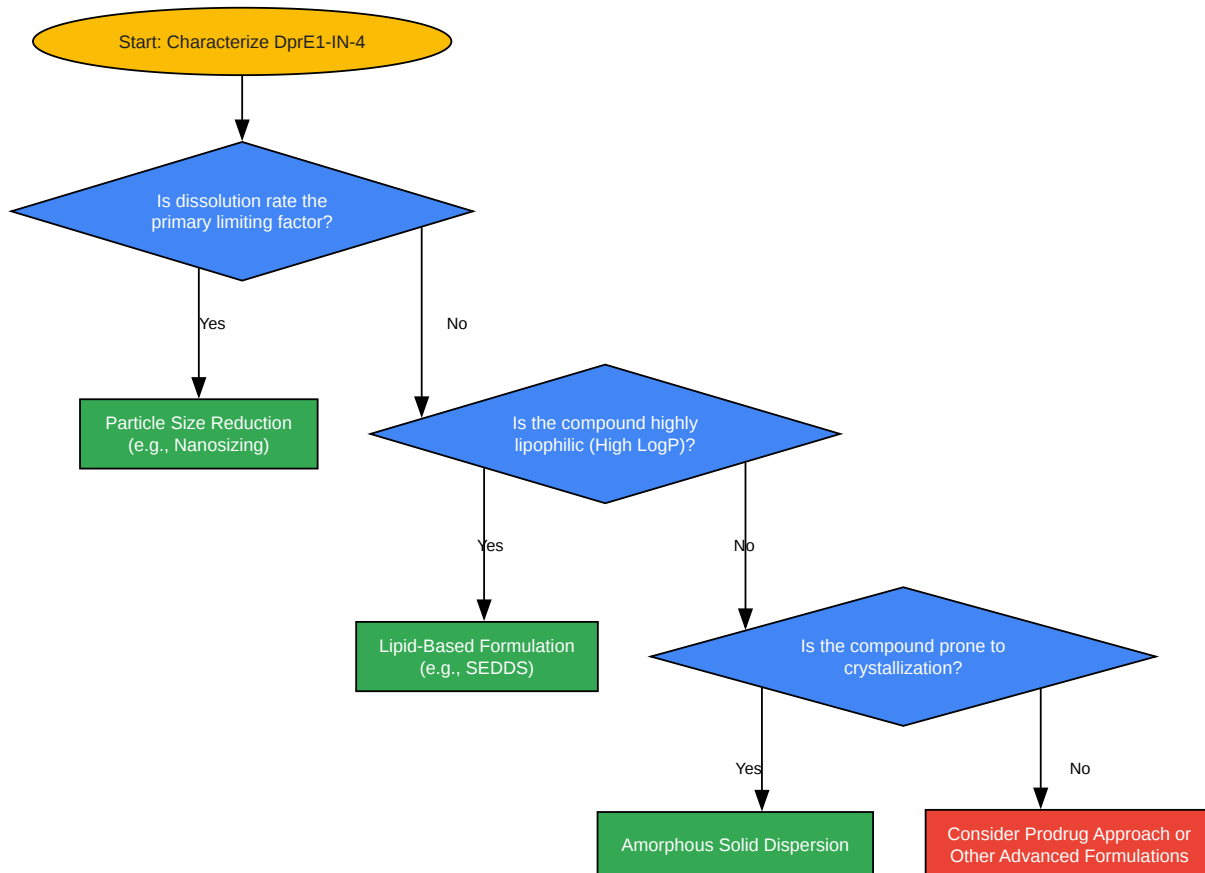 Start: Characterize DprE1-IN-4
Is dissolution rate the
primary limiting factor?
Yes
No
Particle Size Reduction
(e.g., Nanosizing)
Is the compound highly
lipophilic (High LogP)?
Yes
No
Lipid-Based Formulation
(e.g., SEDDS)
Is the compound prone to
crystallization?
Yes
No
Amorphous Solid Dispersion
Consider Prodrug Approach or
Other Advanced Formulations